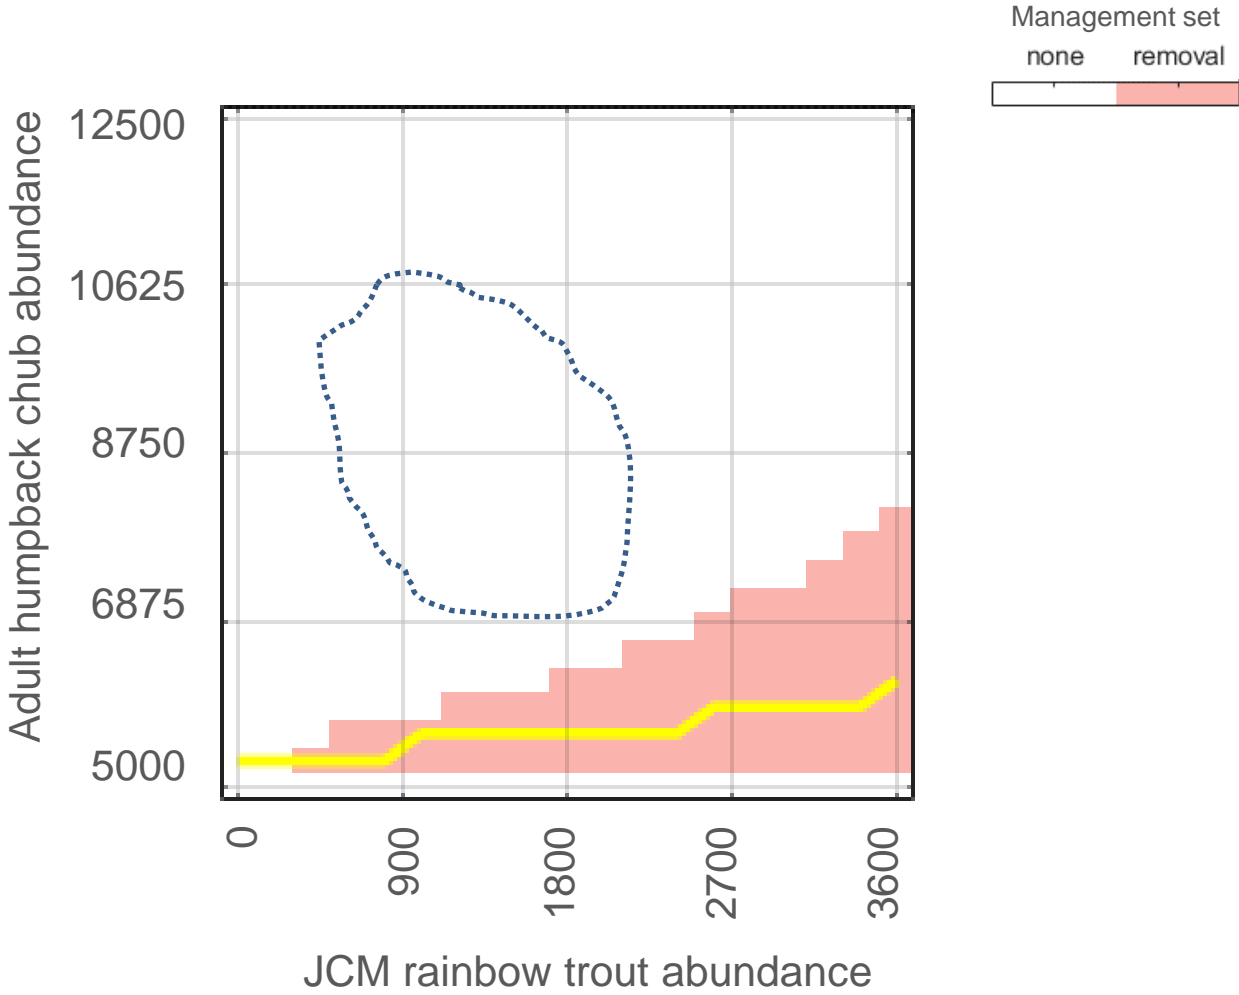 Management set
none removal
Adult humpback chub abundance
12500
10625
8750
6875
5000
0
900
1800
2700
3600
JCM rainbow trout abundance